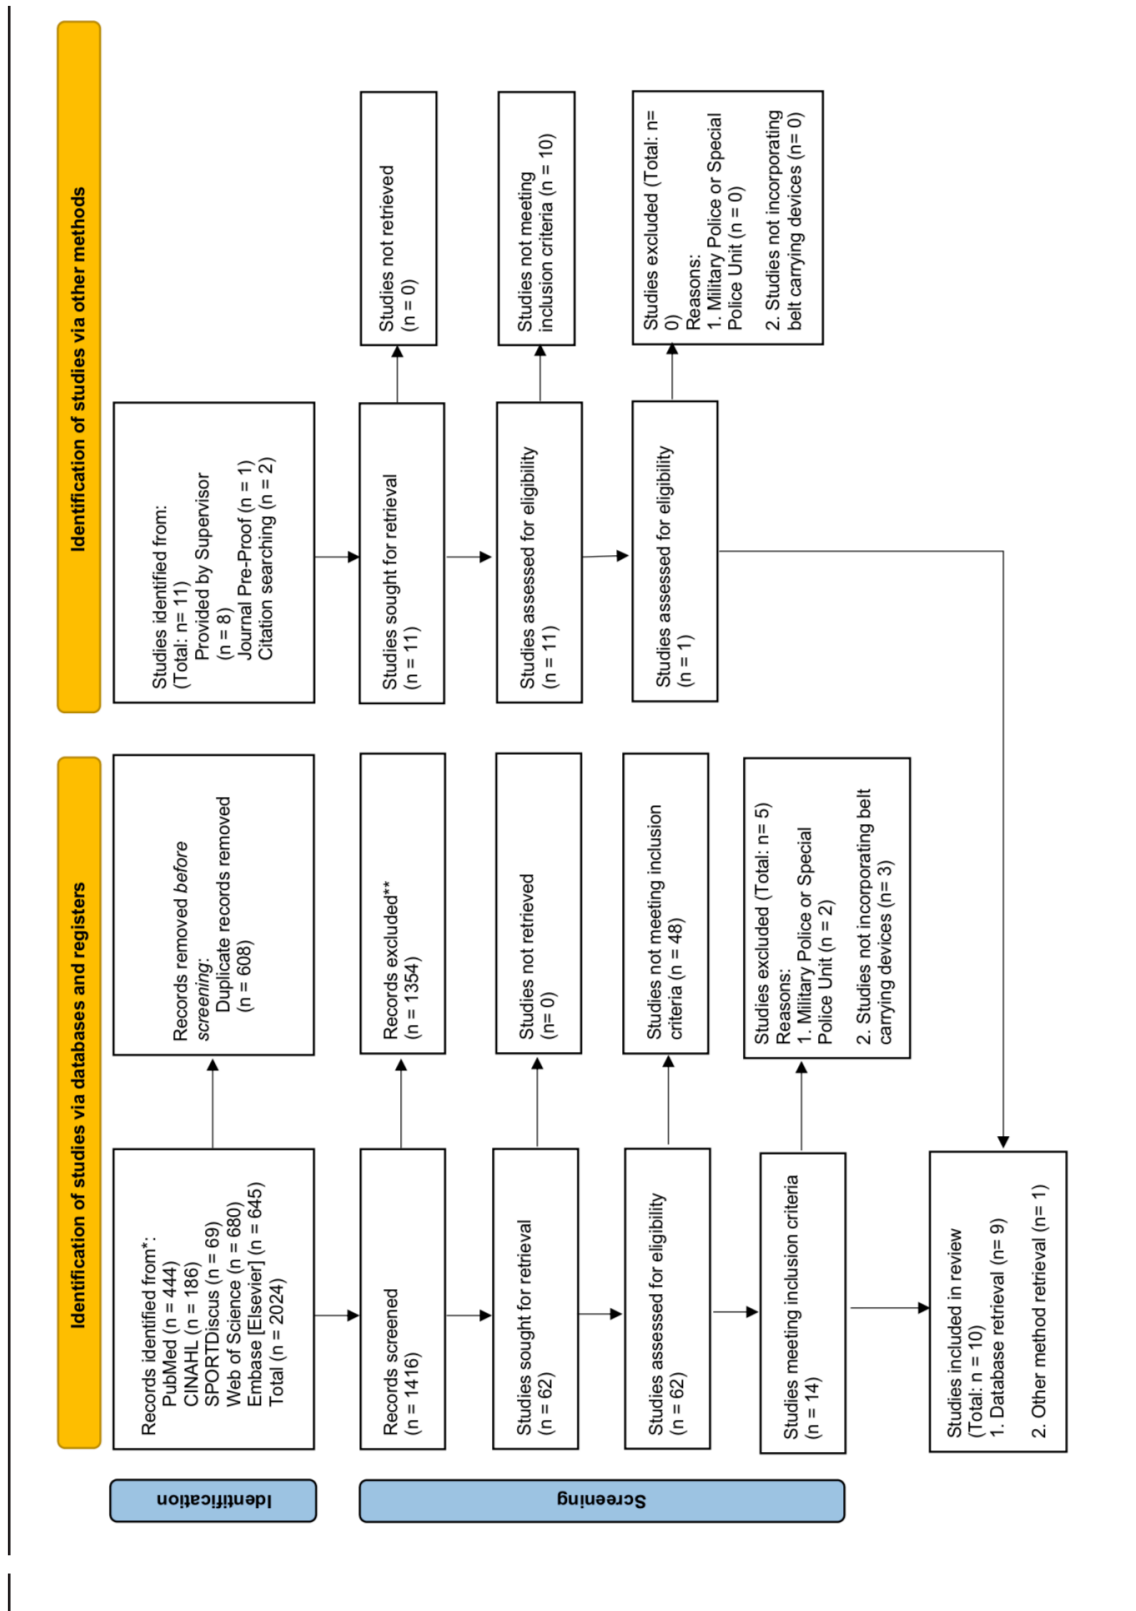 Identification of studies via databases and registers
Identification of studies via other methods
Identification
Records identified from*:
PubMed (n = 444)
CINAHL (n = 186)
SPORTDiscus (n = 69)
Web of Science (n = 680)
Embase [Elsevier] (n = 645)
Total (n = 2024)
Records removed before
screening:
Duplicate records removed
(n = 608)
Studies identified from:
(Total: n= 11)
Provided by Supervisor
(n = 8)
Journal Pre-Proof (n = 1)
Citation searching (n = 2)
Screening
Records screened
(n = 1416)
Records excluded**
(n = 1354)
Studies sought for retrieval
(n = 11)
Studies not retrieved
(n = 0)
Studies sought for retrieval
(n = 62)
Studies not retrieved
(n= 0)
Studies assessed for eligibility
(n = 11)
Studies not meeting
inclusion criteria (n = 10)
Studies assessed for eligibility
(n = 62)
Studies not meeting inclusion
criteria (n = 48)
Studies assessed for eligibility
(n = 1)
Studies excluded (Total: n=
0)
Reasons:
1. Military Police or Special
Police Unit (n = 0)
2. Studies not incorporating
belt carrying devices (n= 0)
Studies meeting inclusion criteria
(n = 14)
Studies excluded (Total: n= 5)
Reasons:
1. Military Police or Special
Police Unit (n = 2)
2. Studies not incorporating belt
carrying devices (n= 3)
Studies included in review
(Total: n = 10)
1. Database retrieval (n= 9)
2. Other method retrieval (n= 1)